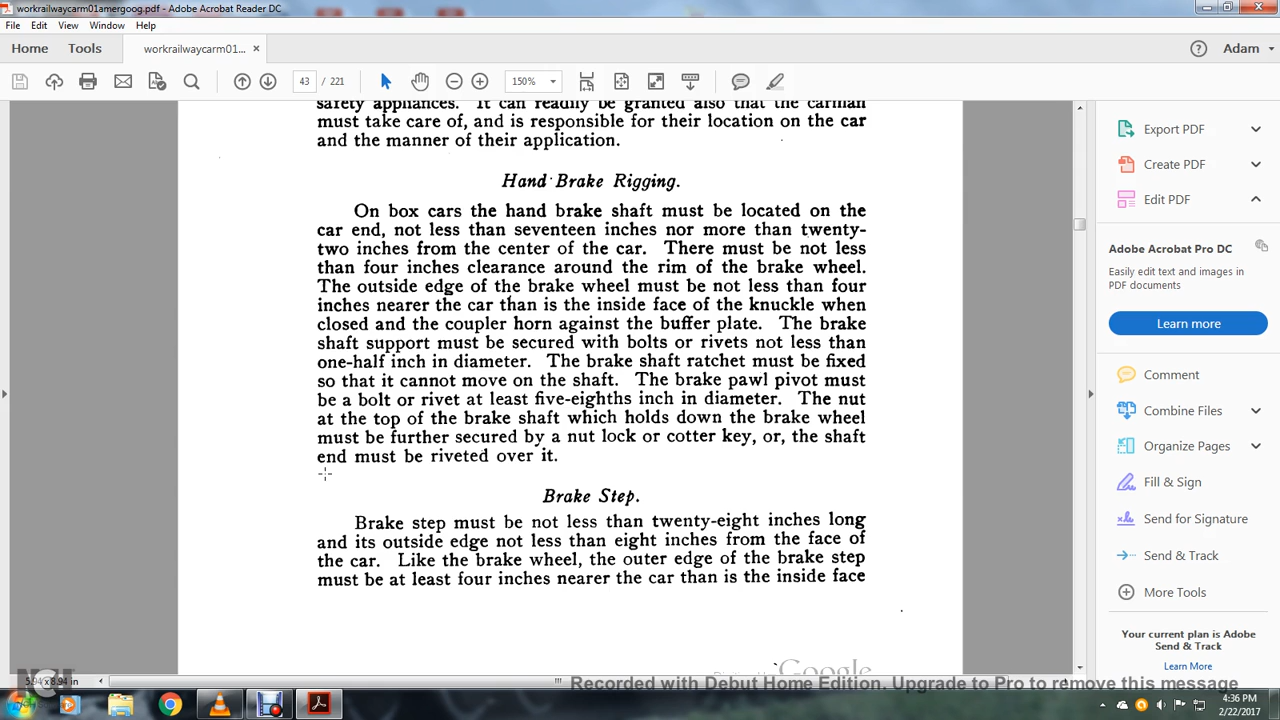 workrailwaycarm01amergoog.pdf - Adobe Acrobat Reader DC
File Edit View Window Help
Home Tools workrailwaycarm01... × Adam
43 / 221 150%
safety appliances. It can readily be granted also that the carman
must take care of, and is responsible for their location on the car
and the manner of their application.
Hand Brake Rigging.
On box cars the hand brake shaft must be located on the
car end, not less than seventeen inches nor more than twenty-
two inches from the center of the car. There must be not less
than four inches clearance around the rim of the brake wheel.
The outside edge of the brake wheel must be not less than four
inches nearer the car than is the inside face of the knuckle when
closed and the coupler horn against the buffer plate. The brake
shaft support must be secured with bolts or rivets not less than
one-half inch in diameter. The brake shaft ratchet must be fixed
so that it cannot move on the shaft. The brake pawl pivot must
be a bolt or rivet at least five-eighths inch in diameter. The nut
at the top of the brake shaft which holds down the brake wheel
must be further secured by a nut lock or cotter key, or, the shaft
end must be riveted over it.
Brake Step.
Brake step must be not less than twenty-eight inches long
and its outside edge not less than eight inches from the face of
the car. Like the brake wheel, the outer edge of the brake step
must be at least four inches nearer the car than is the inside face
Google
Export PDF
Create PDF
Edit PDF
Adobe Acrobat Pro DC
Easily edit text and images in
PDF documents
Learn more
Comment
Combine Files
Organize Pages
Fill & Sign
Send for Signature
Send & Track
More Tools
Your current plan is Adobe
Send & Track
Learn More
5.94 x 8.94 in
Recorded with Debut Home Edition. Upgrade to Pro to remove this message
4:36 PM
2/22/2017